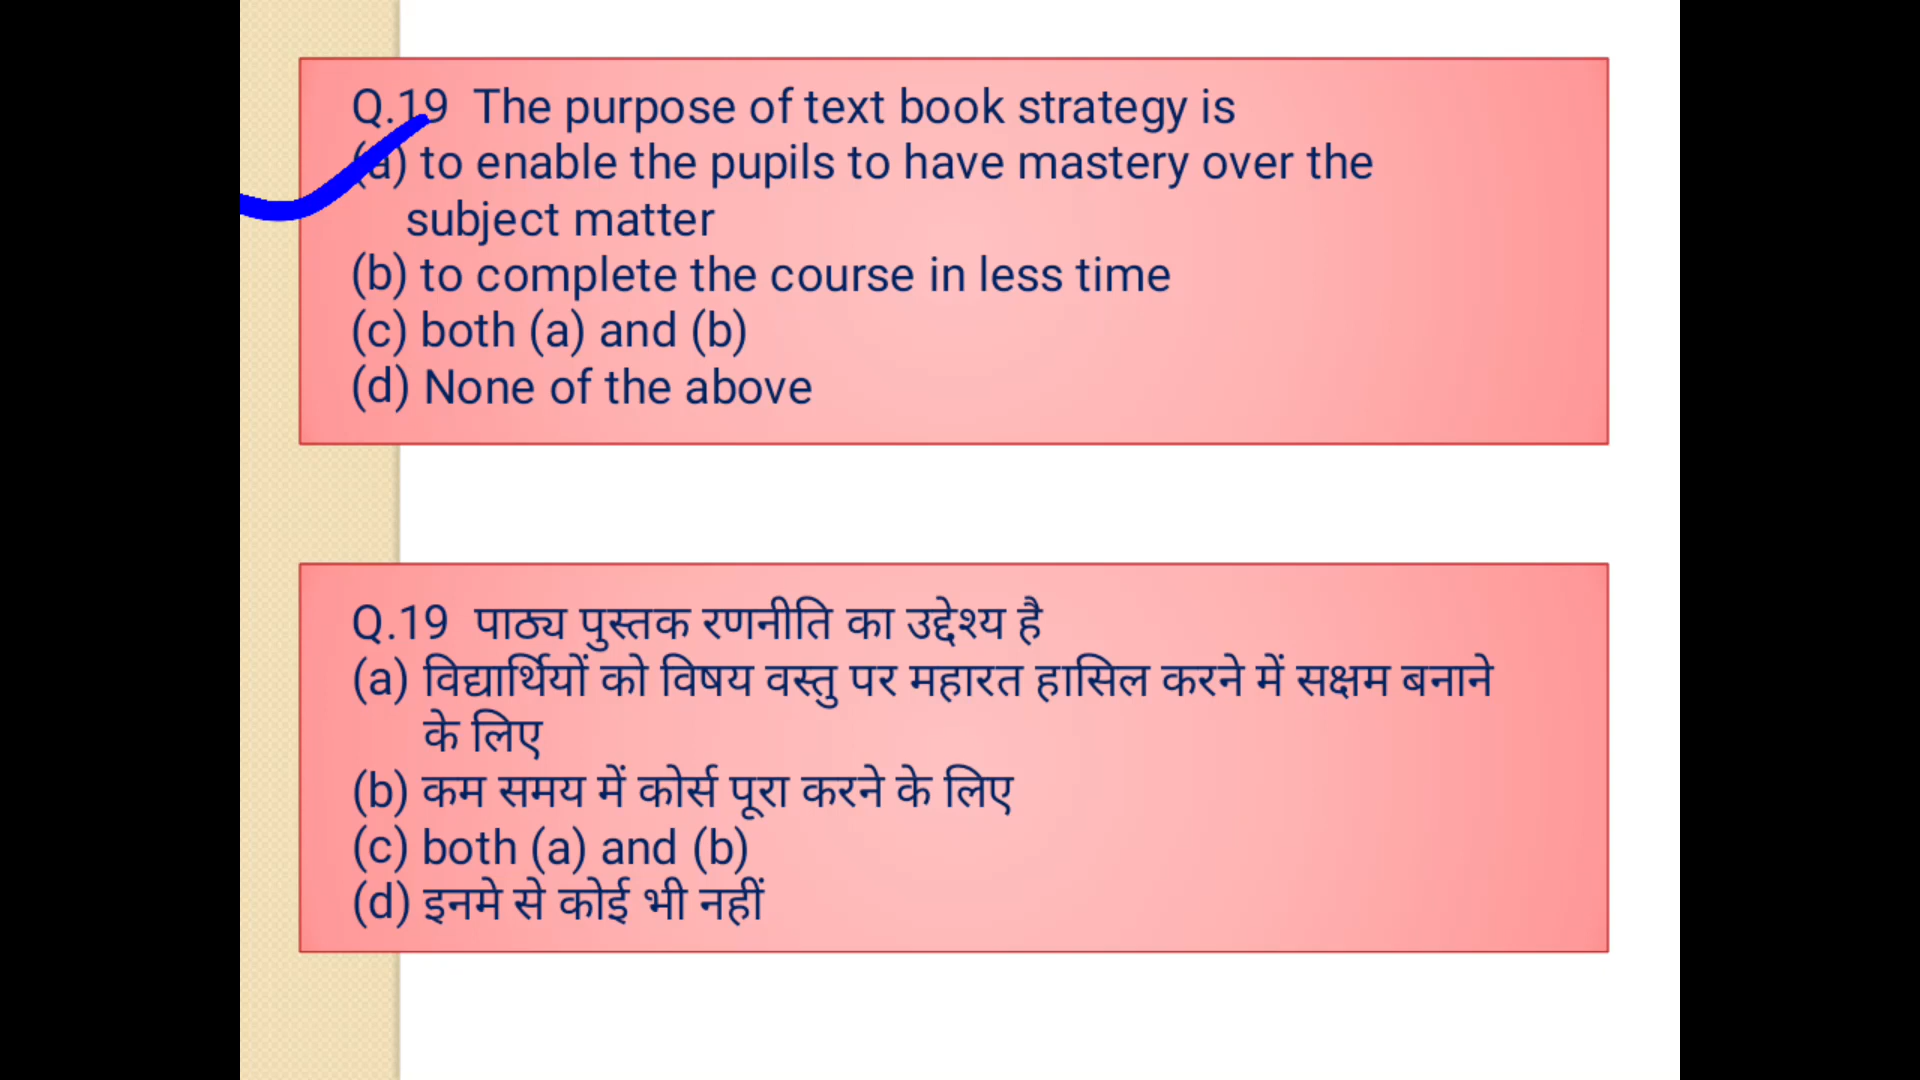 Q.19 The purpose of text book strategy is
(a) to enable the pupils to have mastery over the
subject matter
(b) to complete the course in less time
(c) both (a) and (b)
(d) None of the above
Q.19 पाठ्य पुस्तक रणनीति का उद्देश्य है
(a) विद्यार्थियों को विषय वस्तु पर महारत हासिल करने में सक्षम बनाने
के लिए
(b) कम समय में कोर्स पूरा करने के लिए
(c) both (a) and (b)
(d) इनमे से कोई भी नहीं